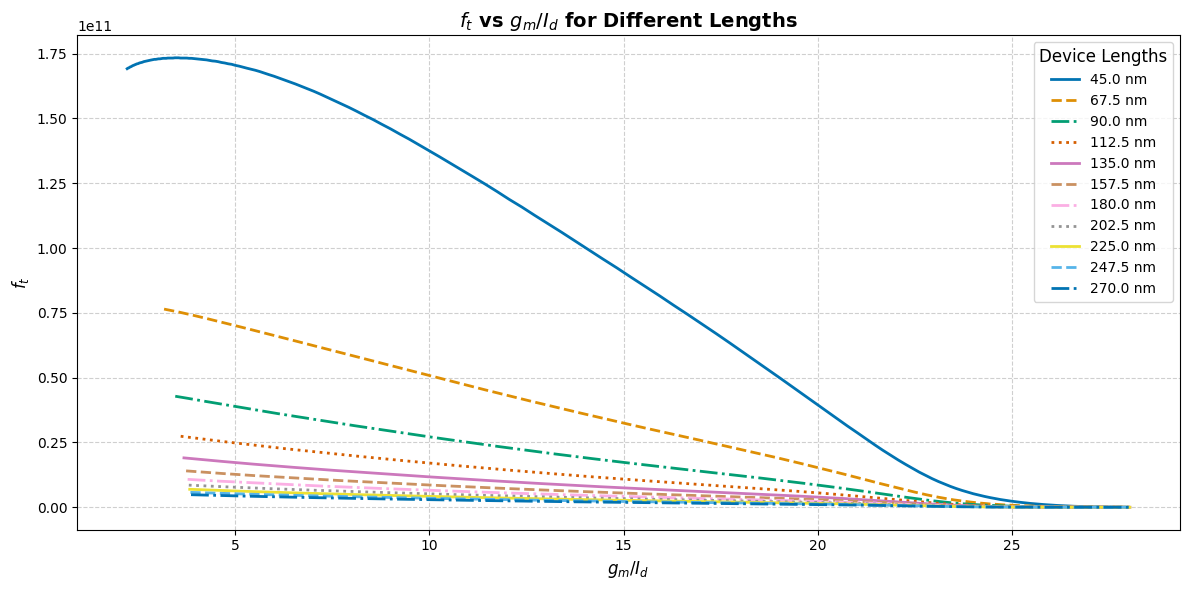 f_t vs g_m/I_d for Different Lengths
1e11
1.75
1.50
1.25
1.00
0.75
0.50
0.25
0.00
f_t
5 10 15 20 25
g_m/I_d
Device Lengths
45.0 nm
67.5 nm
90.0 nm
112.5 nm
135.0 nm
157.5 nm
180.0 nm
202.5 nm
225.0 nm
247.5 nm
270.0 nm